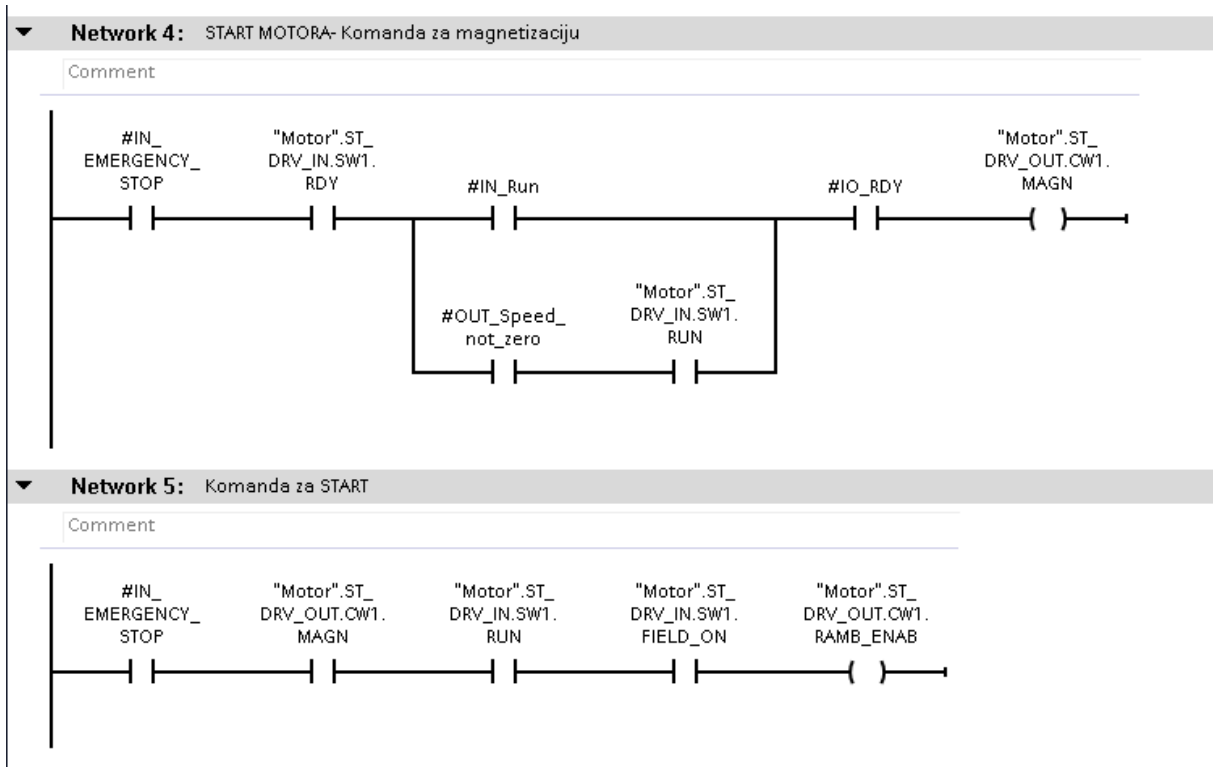 Network 4: START MOTORA- Komanda za magnetizaciju
Comment
#IN_
EMERGENCY_
STOP
"Motor".ST_
DRV_IN.SW1.
RDY
#IN_Run
#IO_RDY
"Motor".ST_
DRV_OUT.CW1.
MAGN
#OUT_Speed_
not_zero
"Motor".ST_
DRV_IN.SW1.
RUN
Network 5: Komanda za START
Comment
#IN_
EMERGENCY_
STOP
"Motor".ST_
DRV_OUT.CW1.
MAGN
"Motor".ST_
DRV_IN.SW1.
RUN
"Motor".ST_
DRV_IN.SW1.
FIELD_ON
"Motor".ST_
DRV_OUT.CW1.
RAMB_ENAB